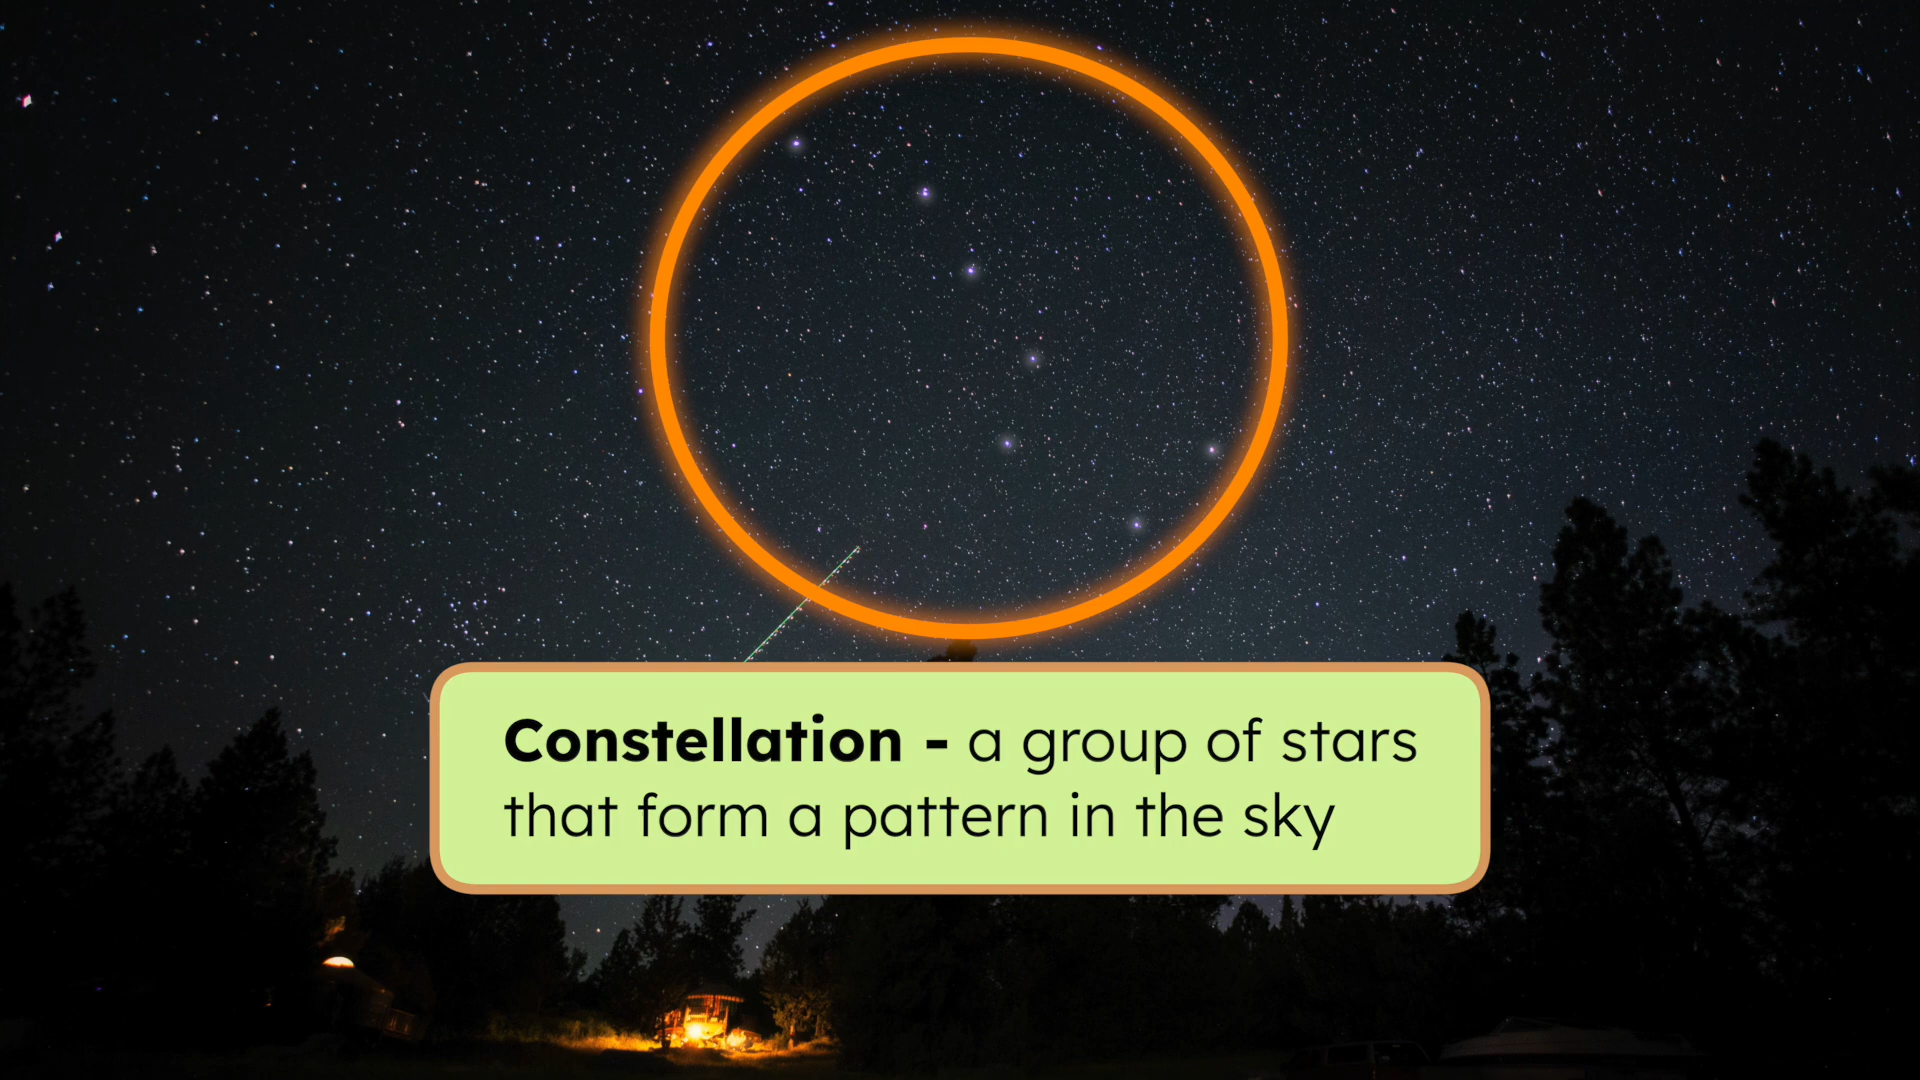 Constellation - a group of stars
that form a pattern in the sky